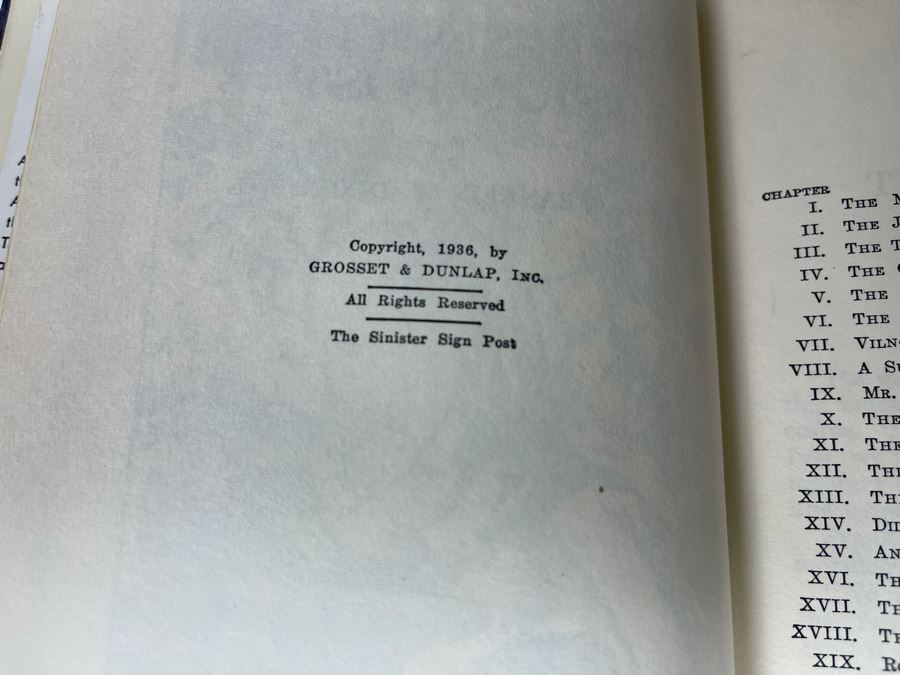 Copyright, 1936, by
GROSSET & DUNLAP, Inc.
All Rights Reserved
The Sinister Sign Post
CHAPTER
I. The
II. The
III. The
IV. The
V. The
VI. The
VII.
VIII. A
IX. Mr.
X. The
XI. The
XII.
XIII.
XIV.
XV.
XVI.
XVII.
XVIII.
XIX.